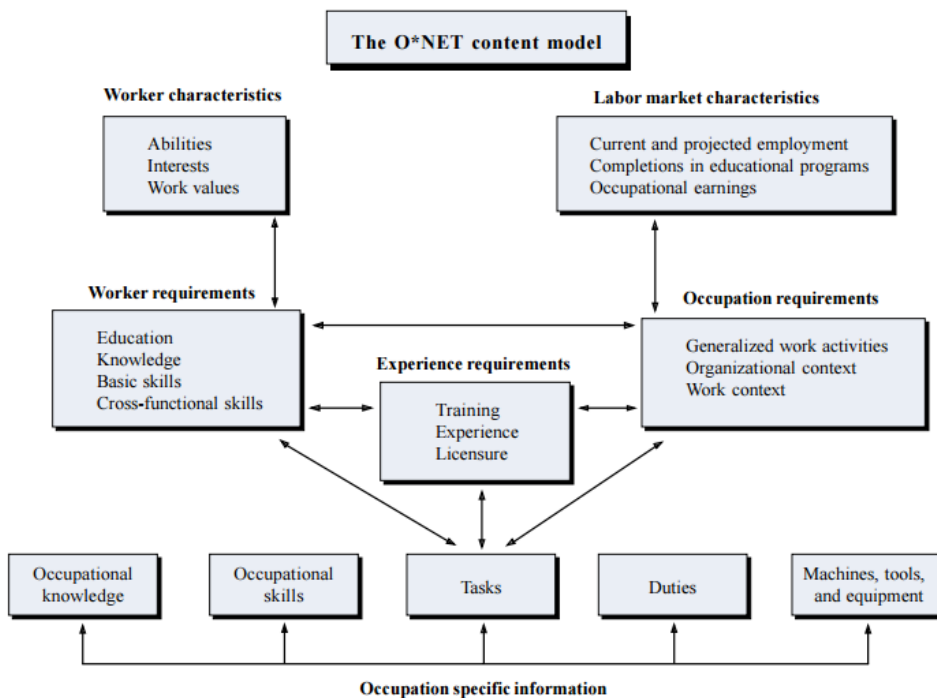 The O*NET content model
Worker characteristics
Abilities
Interests
Work values
Labor market characteristics
Current and projected employment
Completions in educational programs
Occupational earnings
Worker requirements
Education
Knowledge
Basic skills
Cross-functional skills
Experience requirements
Training
Experience
Licensure
Occupation requirements
Generalized work activities
Organizational context
Work context
Occupational
knowledge
Occupational
skills
Tasks
Duties
Machines, tools,
and equipment
Occupation specific information